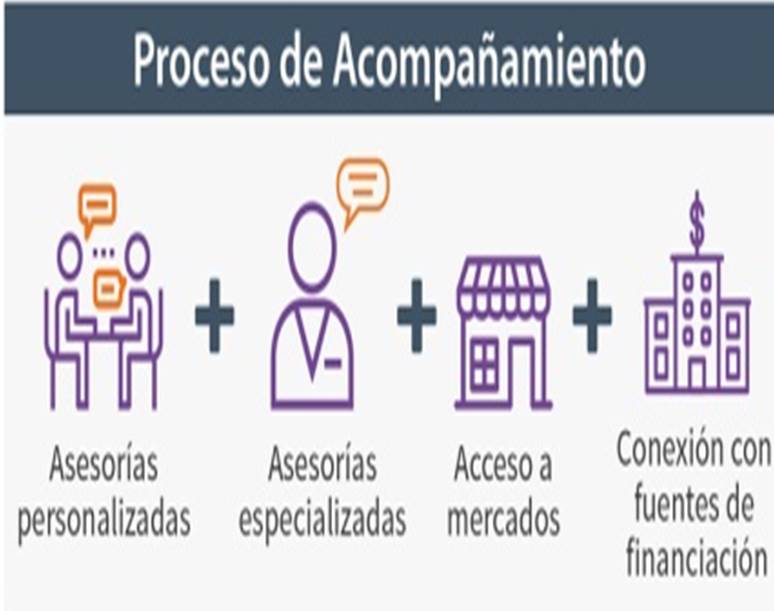 Proceso de Acompañamiento
Asesorías
personalizadas
Asesorías
especializadas
Acceso a
mercados
Conexión con
fuentes de
financiación